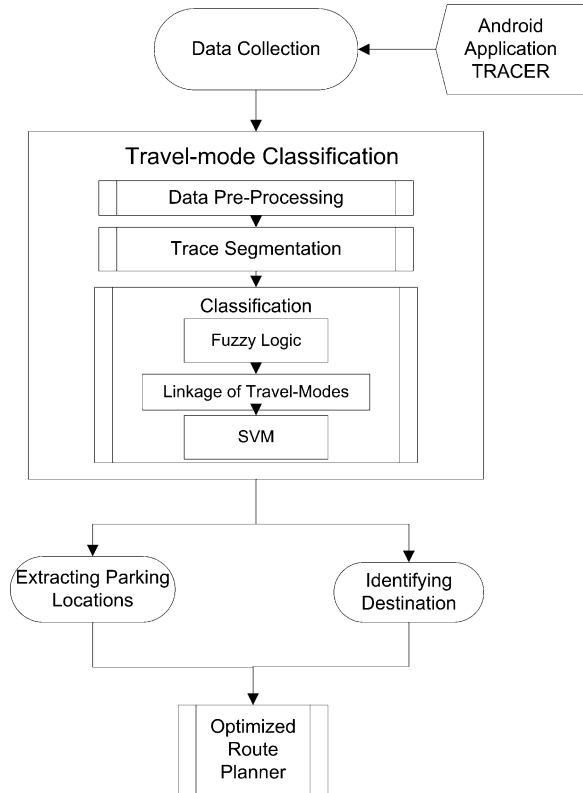 Data Collection
Android
Application
TRACER
Travel-mode Classification
Data Pre-Processing
Trace Segmentation
Classification
Fuzzy Logic
Linkage of Travel-Modes
SVM
Extracting Parking
Locations
Identifying
Destination
Optimized
Route
Planner